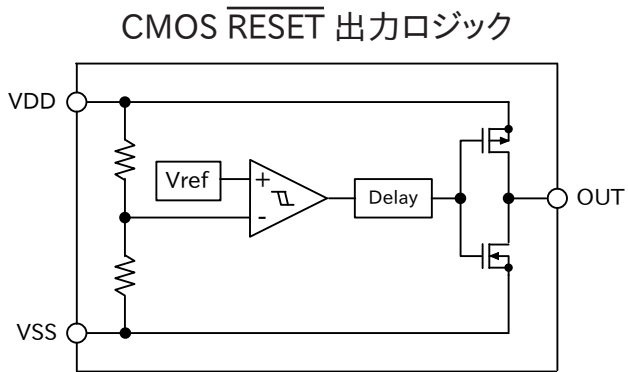 CMOS RESET 出力ロジック
VDD
Vref
+
-
Delay
OUT
VSS